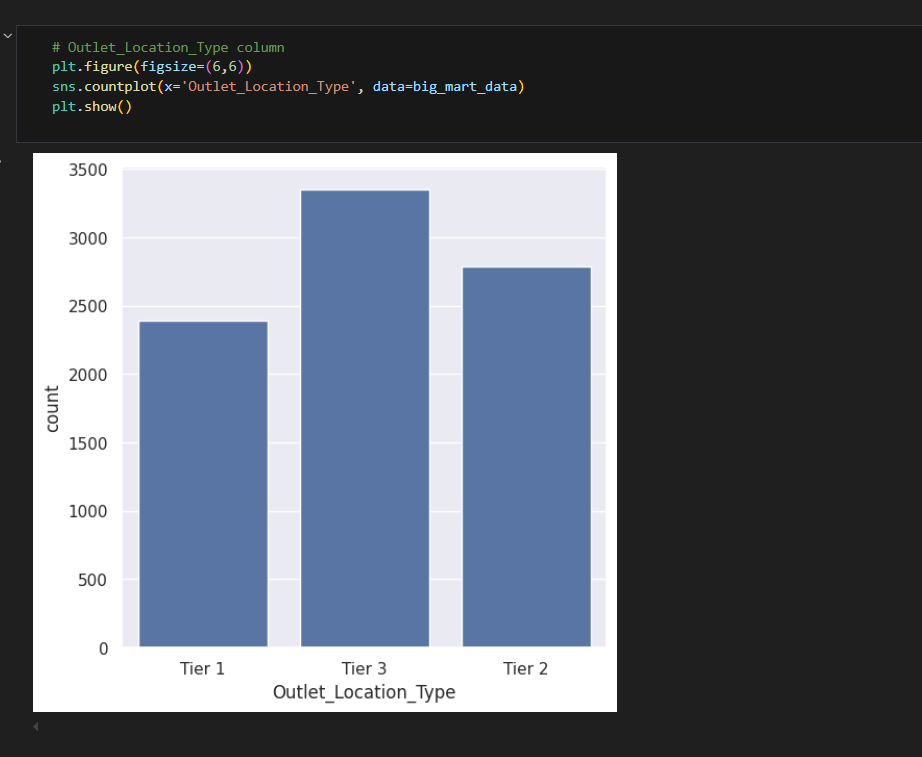 # Outlet_Location_Type column
plt.figure(figsize=(6,6))
sns.countplot(x='Outlet_Location_Type', data=big_mart_data)
plt.show()
3500
3000
2500
2000
1500
1000
500
0
count
Tier 1 Tier 3 Tier 2
Outlet_Location_Type